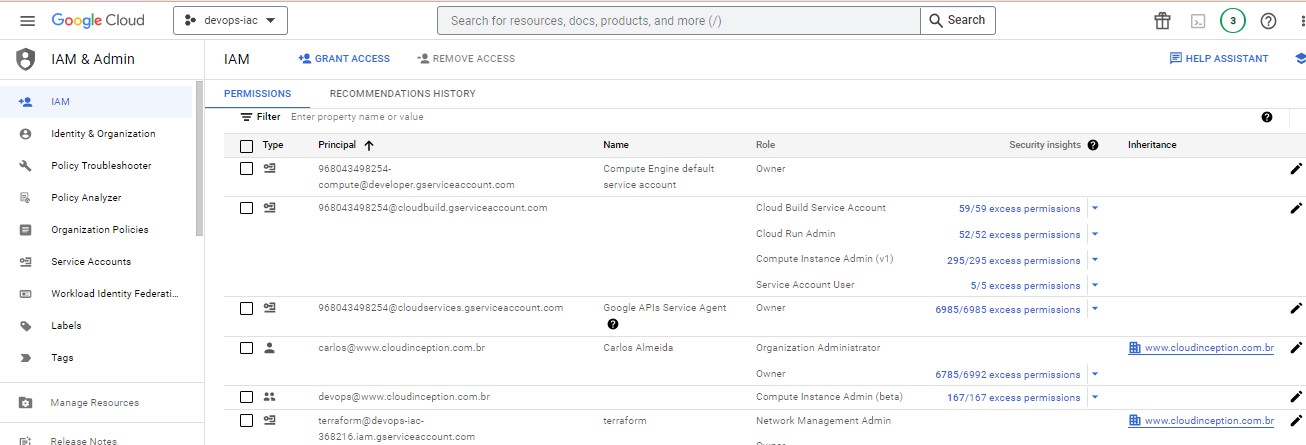 Google Cloud
devops-iac
Search for resources, docs, products, and more (/)
Search
3
IAM & Admin
IAM
GRANT ACCESS
REMOVE ACCESS
HELP ASSISTANT
IAM
Identity & Organization
Policy Troubleshooter
Policy Analyzer
Organization Policies
Service Accounts
Workload Identity Federati...
Labels
Tags
Manage Resources
Release Notes
PERMISSIONS
RECOMMENDATIONS HISTORY
Filter Enter property name or value
Type Principal Name Role Security insights Inheritance
968043498254- Compute Engine default Owner
compute@developer.gserviceaccount.com service account
968043498254@cloudbuild.gserviceaccount.com Cloud Build Service Account 59/59 excess permissions
Cloud Run Admin 52/52 excess permissions
Compute Instance Admin (v1) 295/295 excess permissions
Service Account User 5/5 excess permissions
968043498254@cloudservices.gserviceaccount.com Google APIs Service Agent Owner 6985/6985 excess permissions
carlos@www.cloudinception.com.br Carlos Almeida Organization Administrator www.cloudinception.com.br
Owner 6785/6992 excess permissions
devops@www.cloudinception.com.br Compute Instance Admin (beta) 167/167 excess permissions
terraform@devops-iac- terraform Network Management Admin www.cloudinception.com.br
368216.iam.gserviceaccount.com